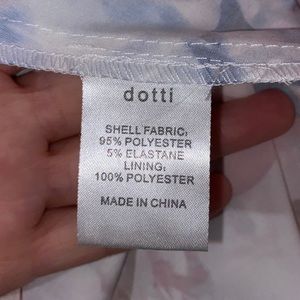 dotti
SHELL FABRIC:
95% POLYESTER
5% ELASTANE
LINING:
100% POLYESTER
MADE IN CHINA